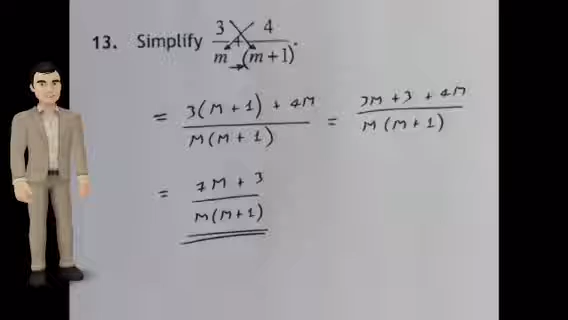 13. Simplify 3/m + 4/(m+1).
= 3(M+1) + 4M / M(M+1) = 3M+3+4M / M(M+1)
= 7M+3 / M(M+1)